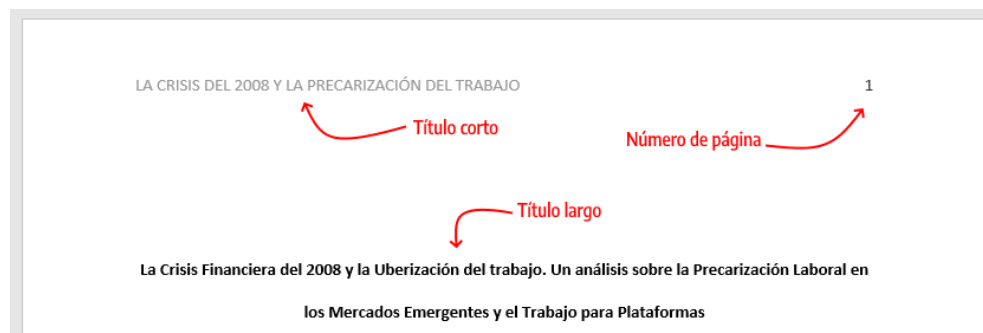 LA CRISIS DEL 2008 Y LA PRECARIZACIÓN DEL TRABAJO 1
Título corto
Número de página
Título largo
La Crisis Financiera del 2008 y la Uberización del trabajo. Un análisis sobre la Precarización Laboral en
los Mercados Emergentes y el Trabajo para Plataformas